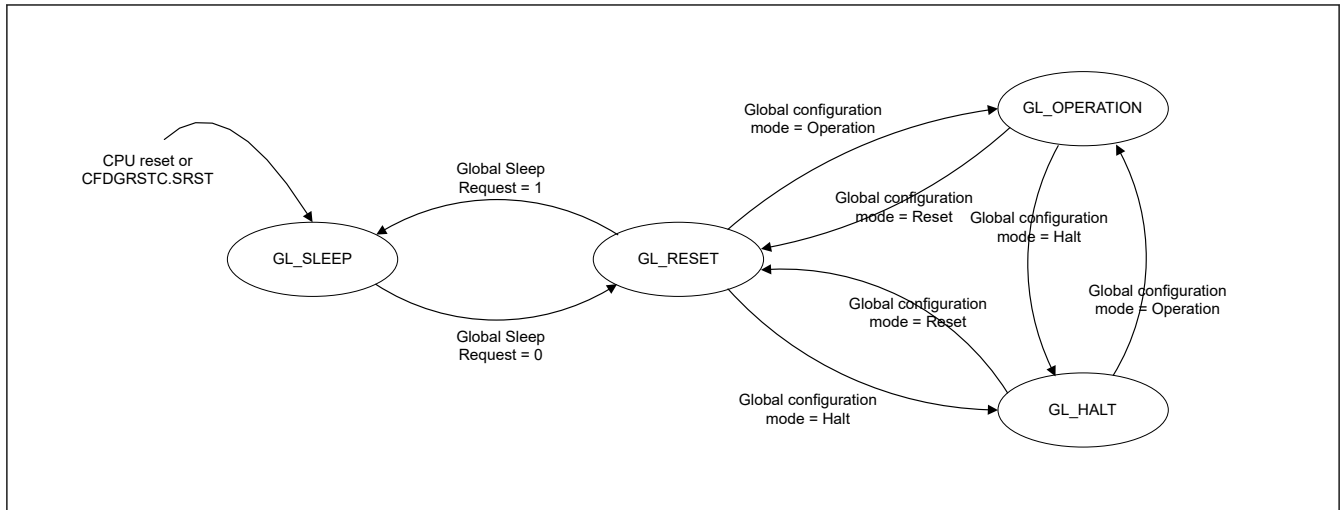 GL_OPERATION
Global configuration
mode = Operation
CPU reset or
CFDGRSTC.SRST
Global Sleep
Request = 1
Global configuration
mode = Reset
Global configuration
mode = Halt
GL_SLEEP
GL_RESET
Global configuration
mode = Operation
Global configuration
mode = Reset
Global Sleep
Request = 0
Global configuration
mode = Halt
GL_HALT